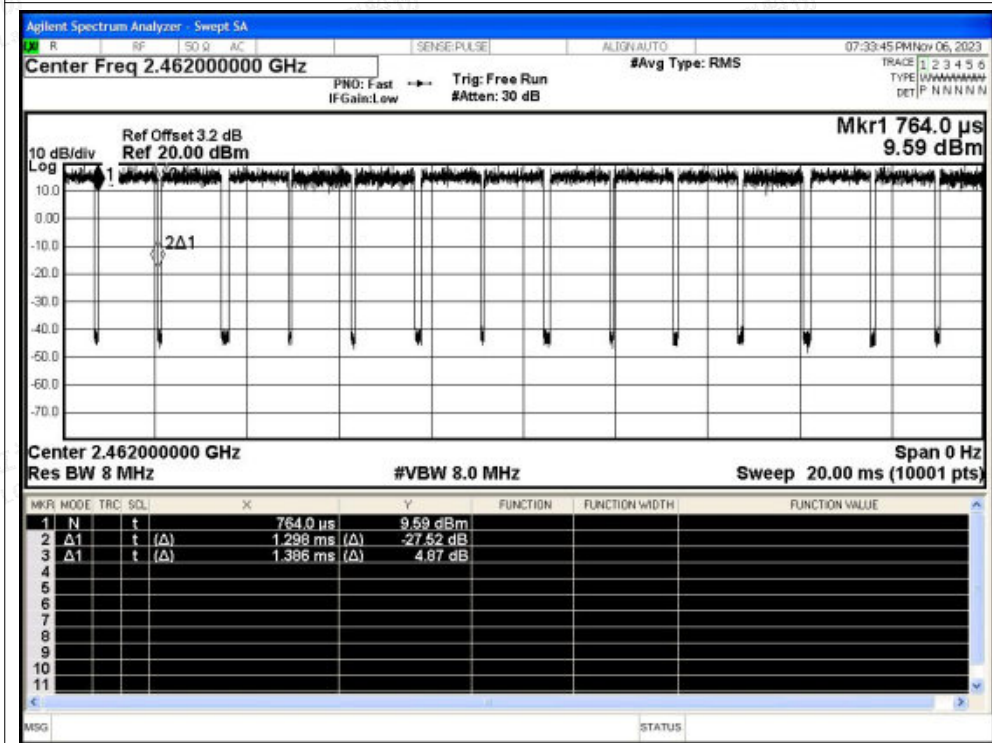 Agilent Spectrum Analyzer - Swept SA
LXI R RF 50 Ω AC SENSE:PULSE ALIGNAUTO 07:33:45 PM Nov 06, 2023
Center Freq 2.462000000 GHz
#Avg Type: RMS
TRACE 1 2 3 4 5 6
PNO: Fast
Trig: Free Run
TYPE
IFGain:Low
#Atten: 30 dB
DET P N N N N N
Mkr1 764.0 µs
9.59 dBm
Ref Offset 3.2 dB
10 dB/div Ref 20.00 dBm
Log
1
10.0
0.00
2Δ1
-10.0
-20.0
-30.0
-40.0
-50.0
-60.0
-70.0
Center 2.462000000 GHz Span 0 Hz
Res BW 8 MHz #VBW 8.0 MHz Sweep 20.00 ms (10001 pts)
MKR MODE TRC SCL X Y FUNCTION FUNCTION WIDTH FUNCTION VALUE
1 N t 764.0 µs 9.59 dBm
2 Δ1 t (Δ) 1.298 ms (Δ) -27.52 dB
3 Δ1 t (Δ) 1.386 ms (Δ) 4.87 dB
4
5
6
7
8
9
10
11
MSG STATUS